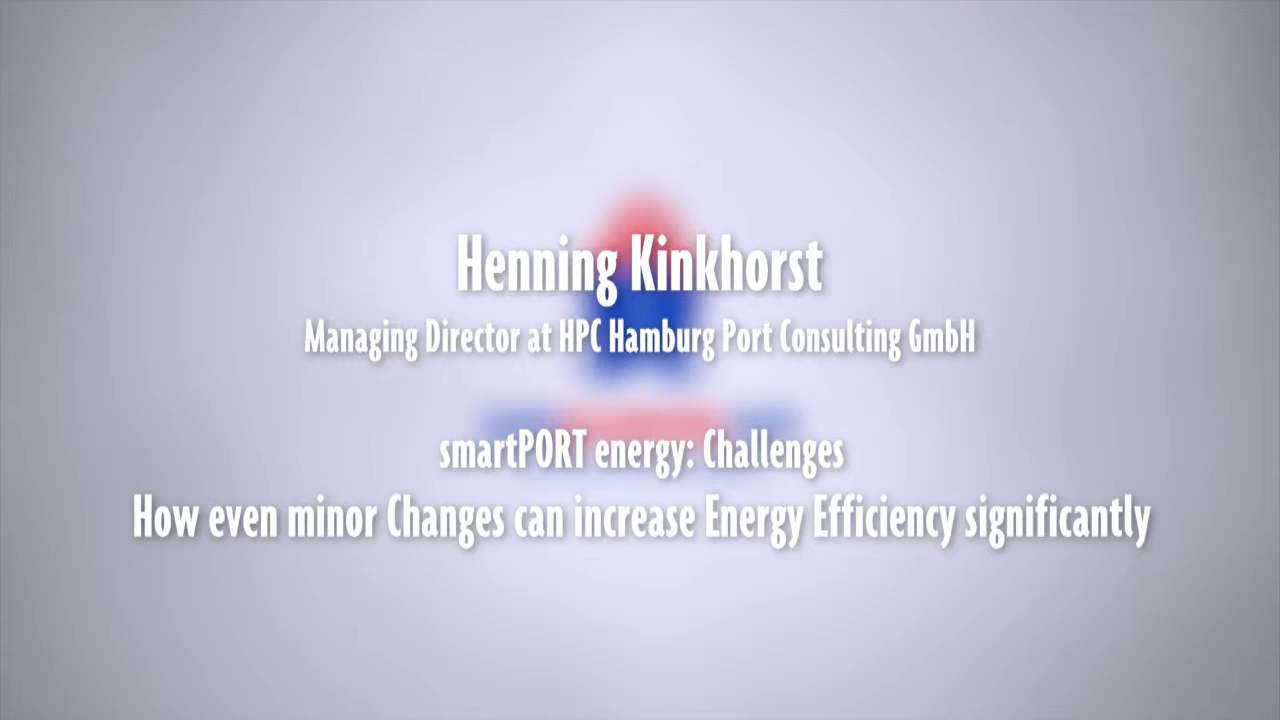 Henning Kinkhorst
Managing Director at HPC Hamburg Port Consulting GmbH
smartPORT energy: Challenges
How even minor Changes can increase Energy Efficiency significantly